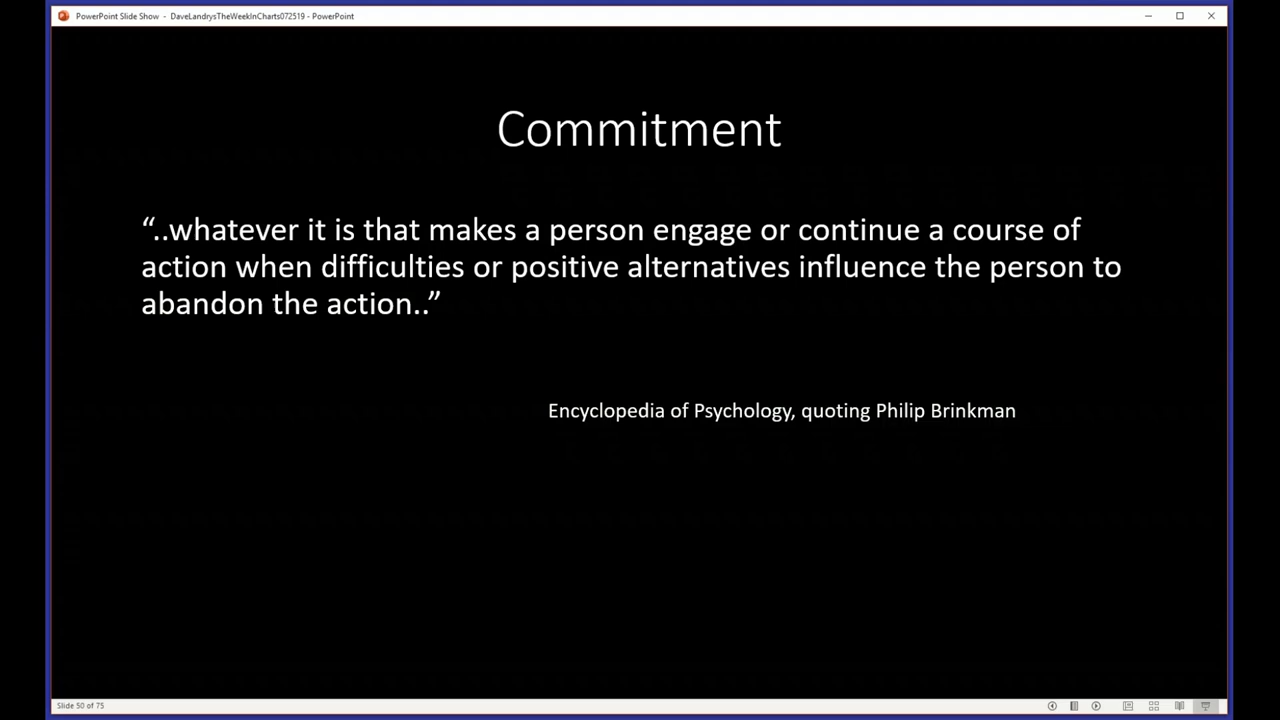 PowerPoint Slide Show - DaveLandrysTheWeekInCharts072519 - PowerPoint
Commitment
“..whatever it is that makes a person engage or continue a course of
action when difficulties or positive alternatives influence the person to
abandon the action..”
Encyclopedia of Psychology, quoting Philip Brinkman
Slide 50 of 75